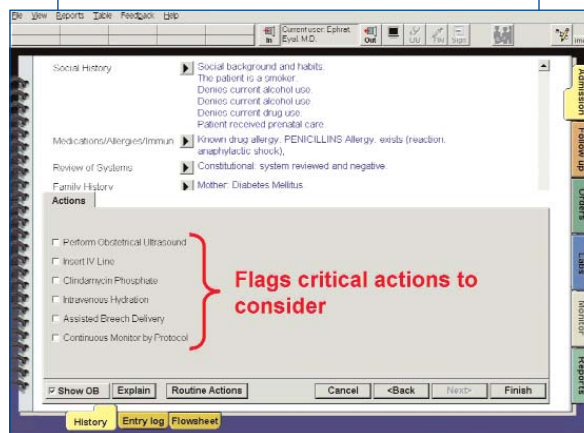 File View Reports Table Feedback Help
In
Current user: Ephrat
Eyal M.D.
Out
UU
Sign
Social History
Social background and habits.
The patient is a smoker.
Denies current alcohol use.
Denies current alcohol use.
Denies current drug use.
Patient received prenatal care.
Medications/Allergies/Immun
Known drug allergy. PENICILLINS Allergy: exists (reaction:
anaphylactic shock),
Review of Systems
Constitutional: system reviewed and negative.
Family History
Mother: Diabetes Mellitus.
Actions
Perform Obstetrical Ultrasound
Insert IV Line
Clindamycin Phosphate
Intravenous Hydration
Assisted Breech Delivery
Continuous Monitor by Protocol
Flags critical actions to
consider
Show OB
Explain
Routine Actions
Cancel
<Back
Next>
Finish
History
Entry log
Flowsheet
Admission
Follow up
Orders
Labs
Monitor
Reports